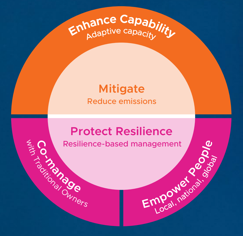 Enhance Capability
Adaptive capacity
Mitigate
Reduce emissions
Protect Resilience
Resilience-based management
Co-manage
with Traditional Owners
Empower People
Local, national, global